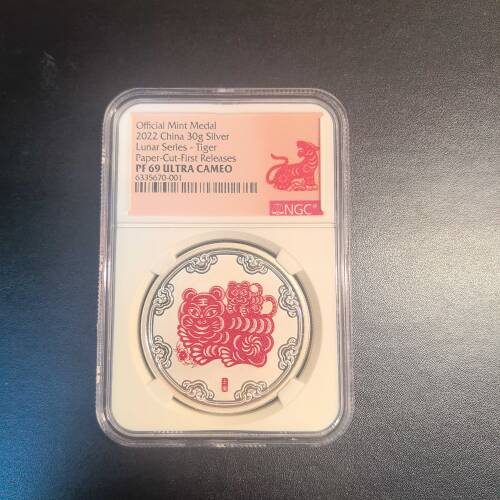 Official Mint Medal
2022 China 30g Silver
Lunar Series - Tiger
Paper-Cut-First Releases
PF 69 ULTRA CAMEO
6335670-001
NGC
王